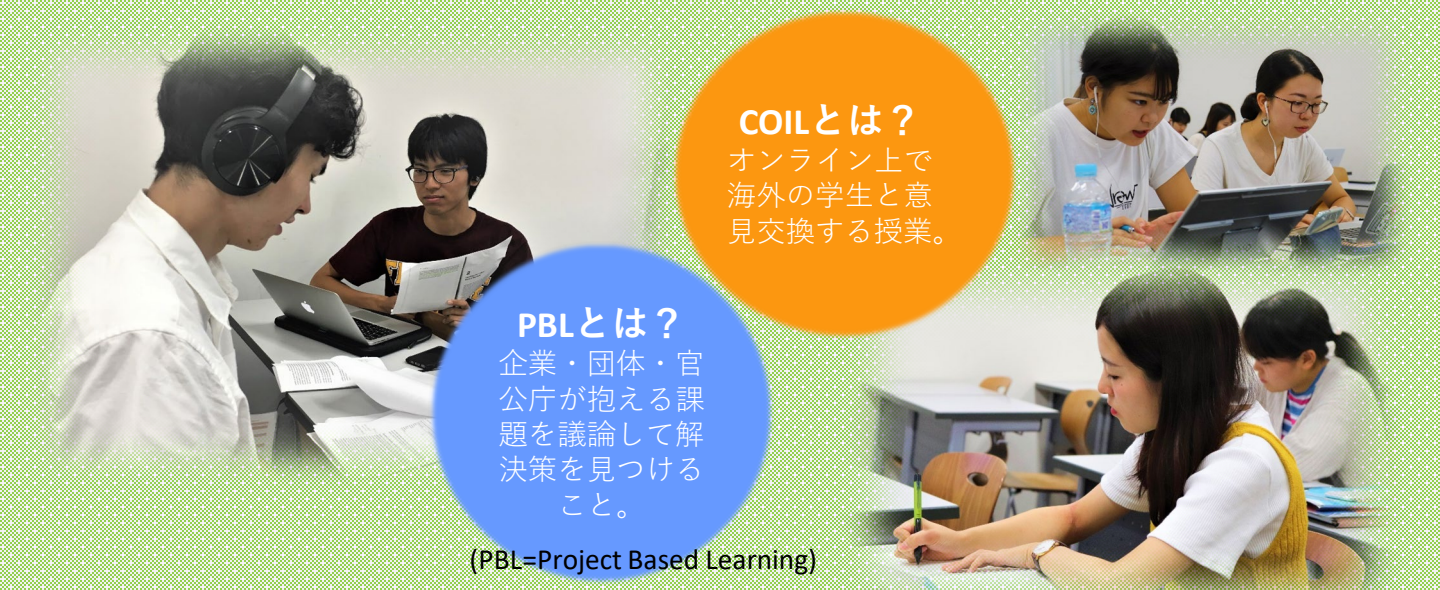 COILとは？
オンライン上で
海外の学生と意
見交換する授業。
PBLとは？
企業・団体・官
公庁が抱える課
題を議論して解
決策を見つける
こと。
(PBL=Project Based Learning)